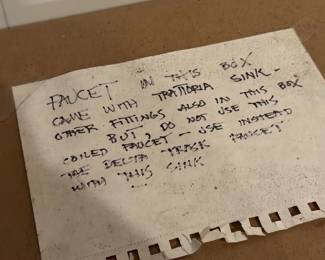 FAUCET IN THIS BOX
CAME WITH TRATTORIA SINK -
OTHER FITTINGS ALSO IN THIS BOX
BUT, DO NOT USE THIS
COILED FAUCET - USE INSTEAD
THE DELTA TRASK FAUCET
WITH THIS SINK